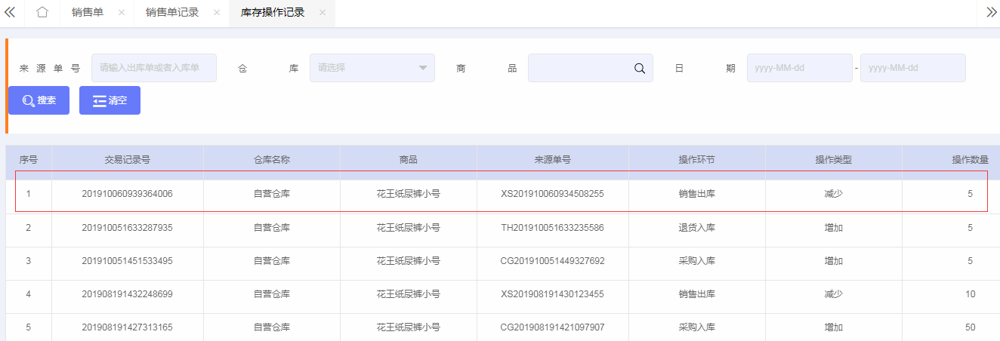 销售单 × 销售单记录 × 库存操作记录 ×
来源单号 请输入出库单或者入库单 仓库 请选择 商品 日期 yyyy-MM-dd - yyyy-MM-dd
搜索 清空
序号 交易记录号 仓库名称 商品 来源单号 操作环节 操作类型 操作数量
1 201910060939364006 自营仓库 花王纸尿裤小号 XS201910060934508255 销售出库 减少 5
2 201910051633287935 自营仓库 花王纸尿裤小号 TH201910051633235586 退货入库 增加 5
3 201910051451533495 自营仓库 花王纸尿裤小号 CG201910051449327692 采购入库 增加 5
4 201908191432248699 自营仓库 花王纸尿裤小号 XS201908191430123455 销售出库 减少 10
5 201908191427313165 自营仓库 花王纸尿裤小号 CG201908191421097907 采购入库 增加 50